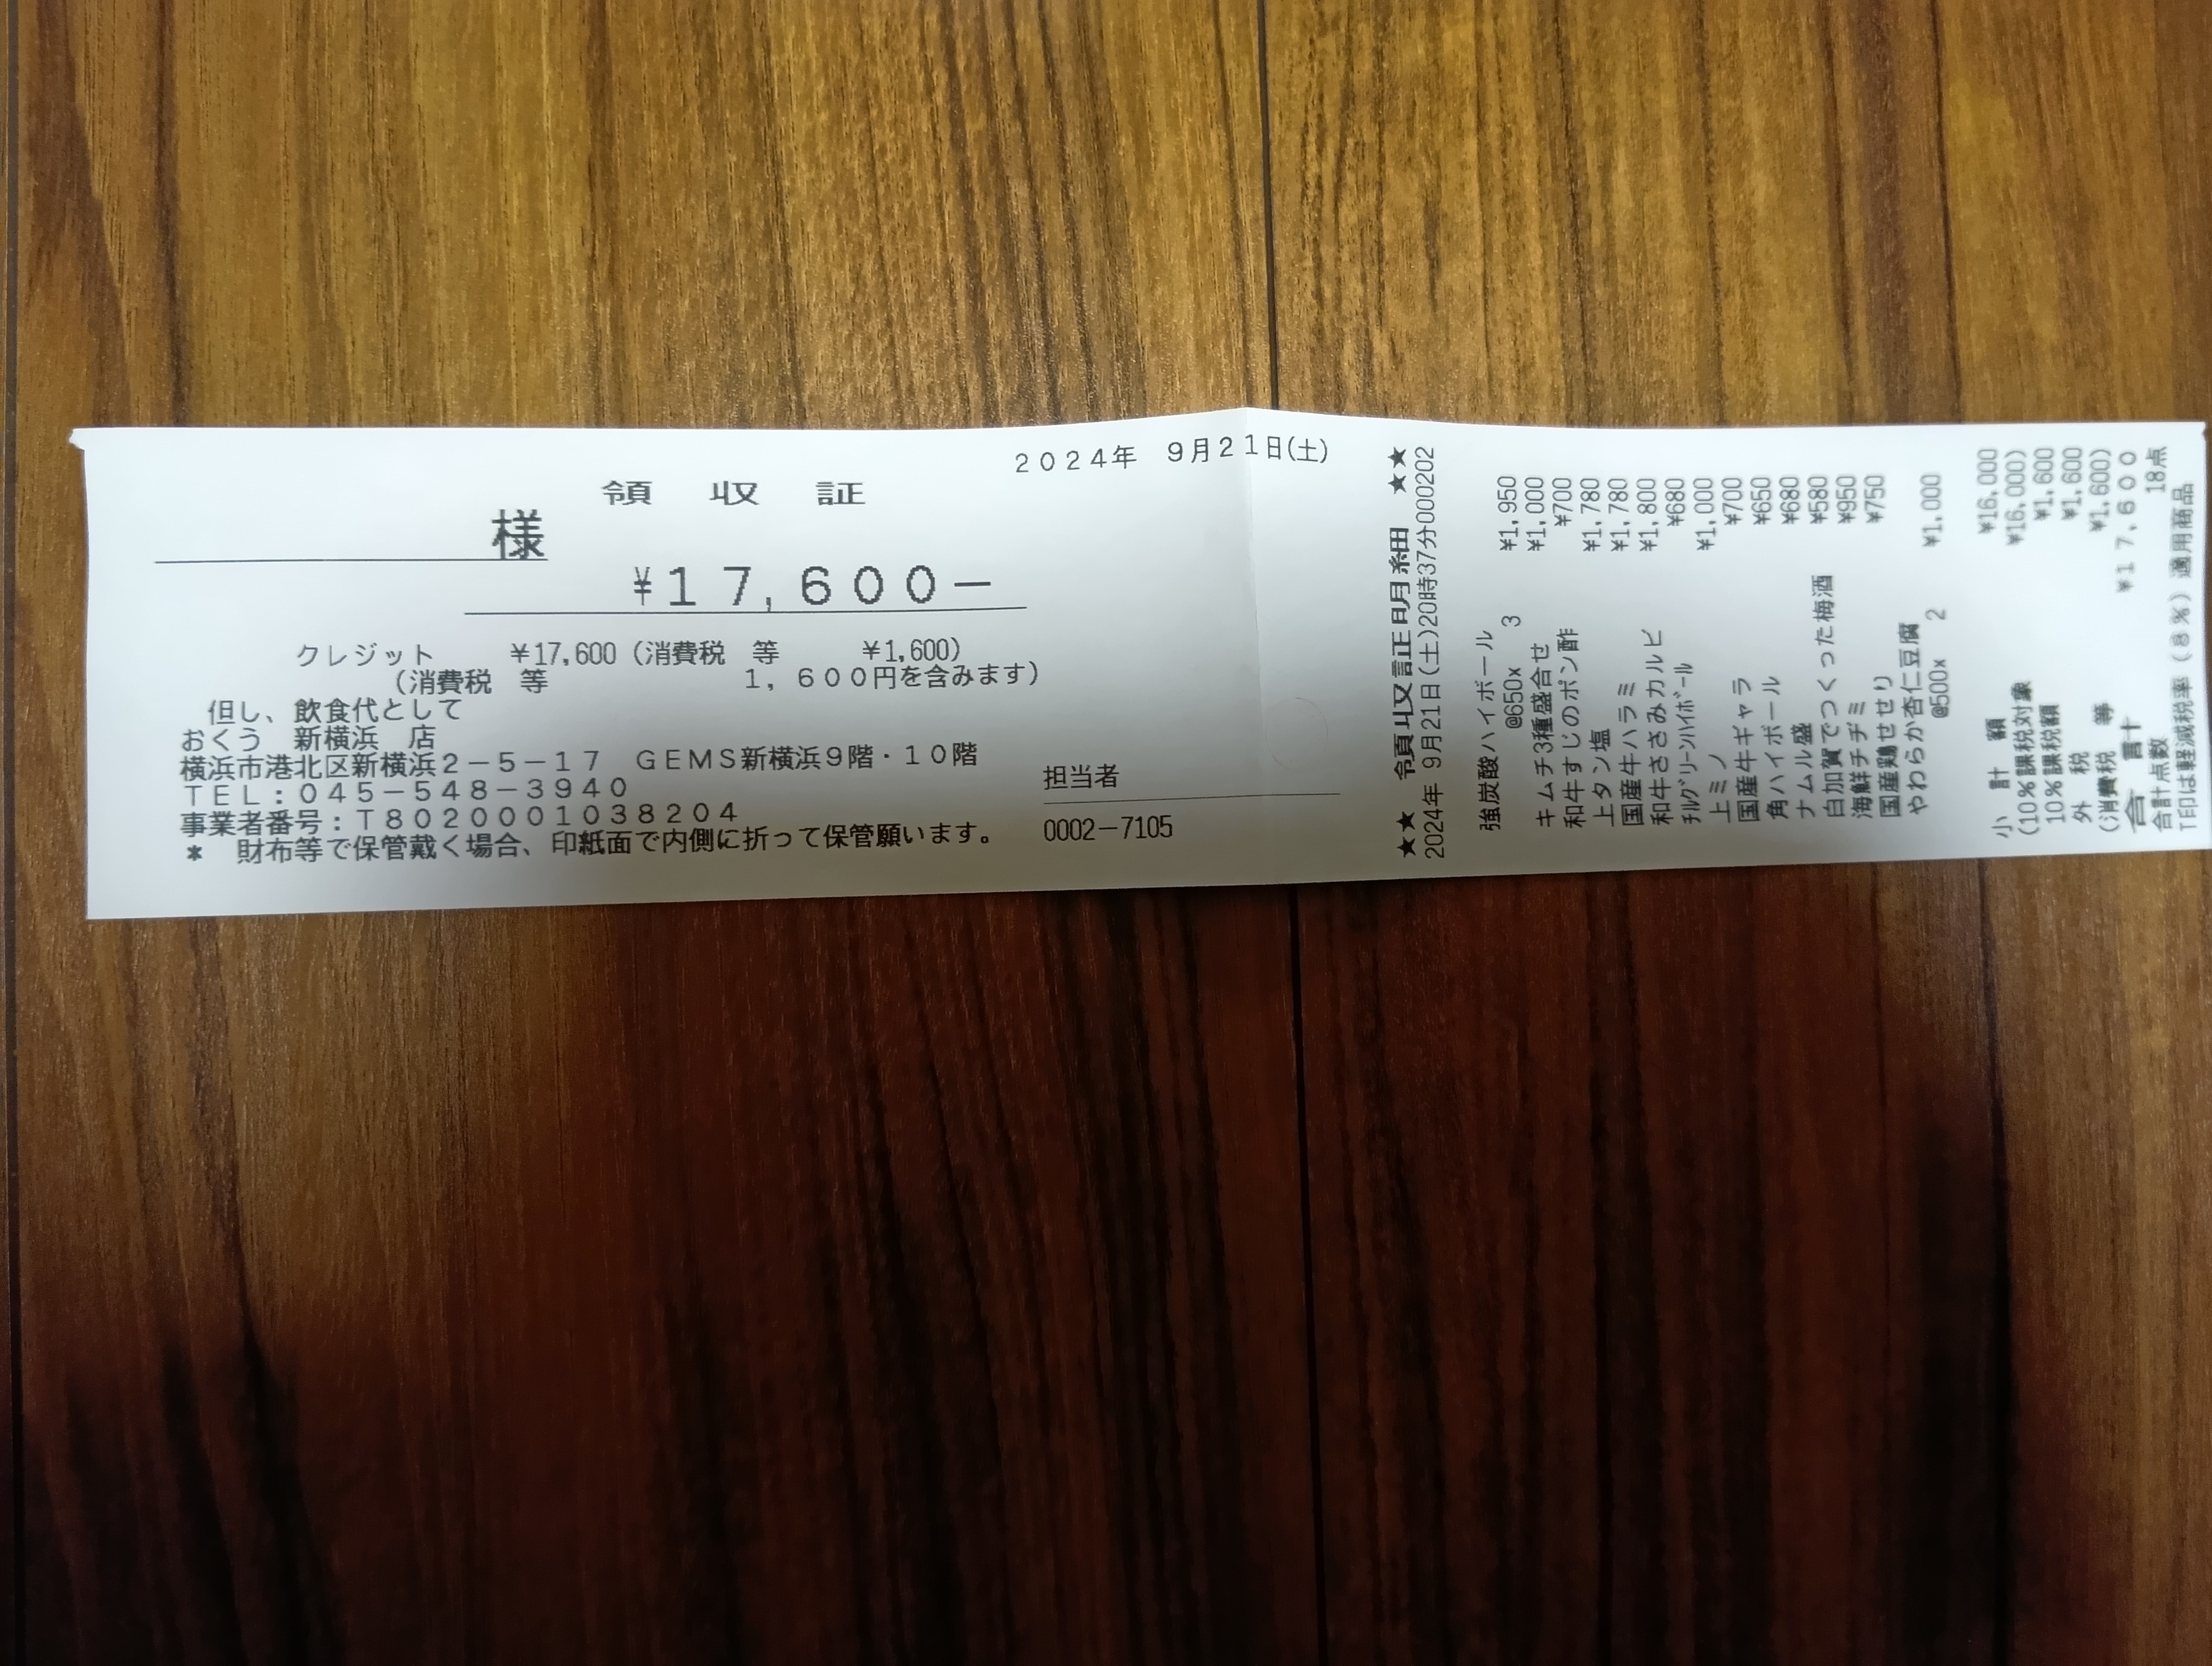 2024年 9月21日(土)
領 収 証
様
¥17,600−
クレジット ¥17,600(消費税 等 ¥1,600)
(消費税 等 1,600円を含みます)
但し、飲食代として
おくう 新横浜 店
横浜市港北区新横浜2−5−17 GEMS新横浜9階・10階
TEL:045−548−3940
事業者番号:T8020001038204
* 財布等で保管戴く場合、印紙面で内側に折って保管願います。
担当者
0002−7105
★★ 領収証明細 ★★
2024年 9月21日(土)20時37分000202
強炭酸ハイボール
@650x 3 ¥1,950
キムチ3種盛合せ ¥1,000
和牛すじのポン酢 ¥700
上タン塩 ¥1,780
国産牛ハラミ ¥1,780
和牛ささみカルビ ¥1,800
ﾁﾙｸﾞﾘｰﾝﾊｲﾎﾞｰﾙ ¥680
上ミノ ¥1,000
国産牛ギャラ ¥700
角ハイボール ¥650
ナムル盛 ¥680
白加賀でつくった梅酒 ¥580
海鮮チヂミ ¥950
国産鶏せせり ¥750
やわらか杏仁豆腐
@500x 2 ¥1,000
小 計 額 ¥16,000
(10%課税対象 ¥16,000)
10%課税額 ¥1,600
外 税 ¥1,600
(消費税 等 ¥1,600)
合 計 ¥17,600
合計点数 18点
TE印は軽減税率(8%)適用商品